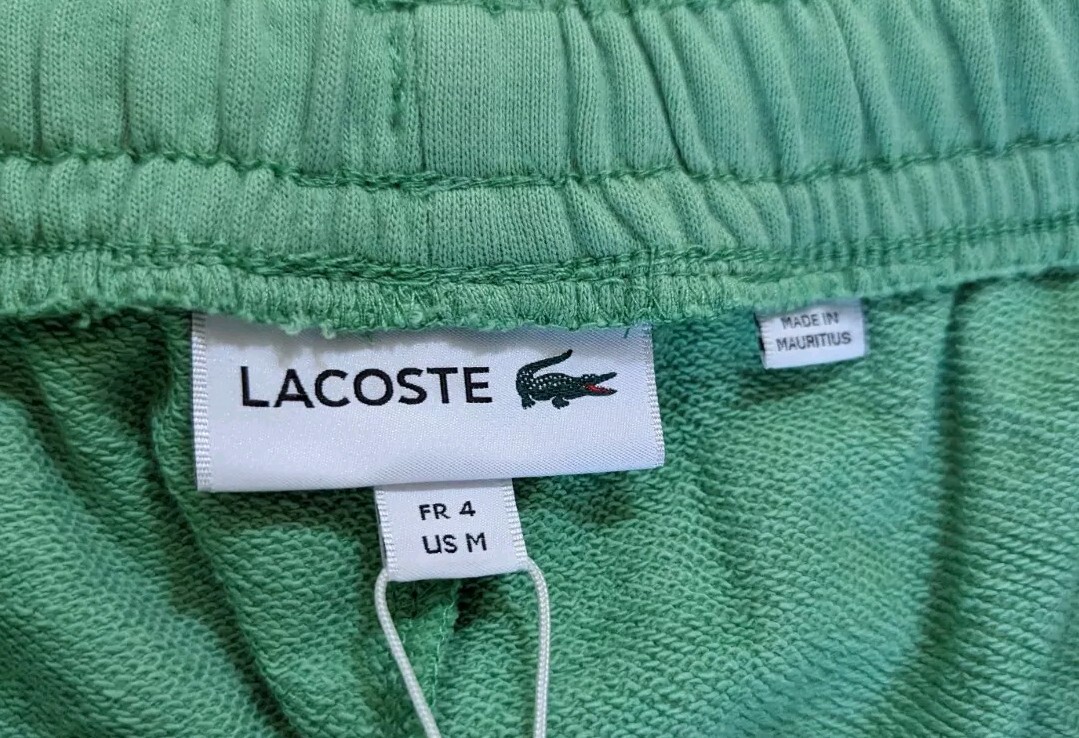 LACOSTE
MADE IN
MAURITIUS
FR 4
US M